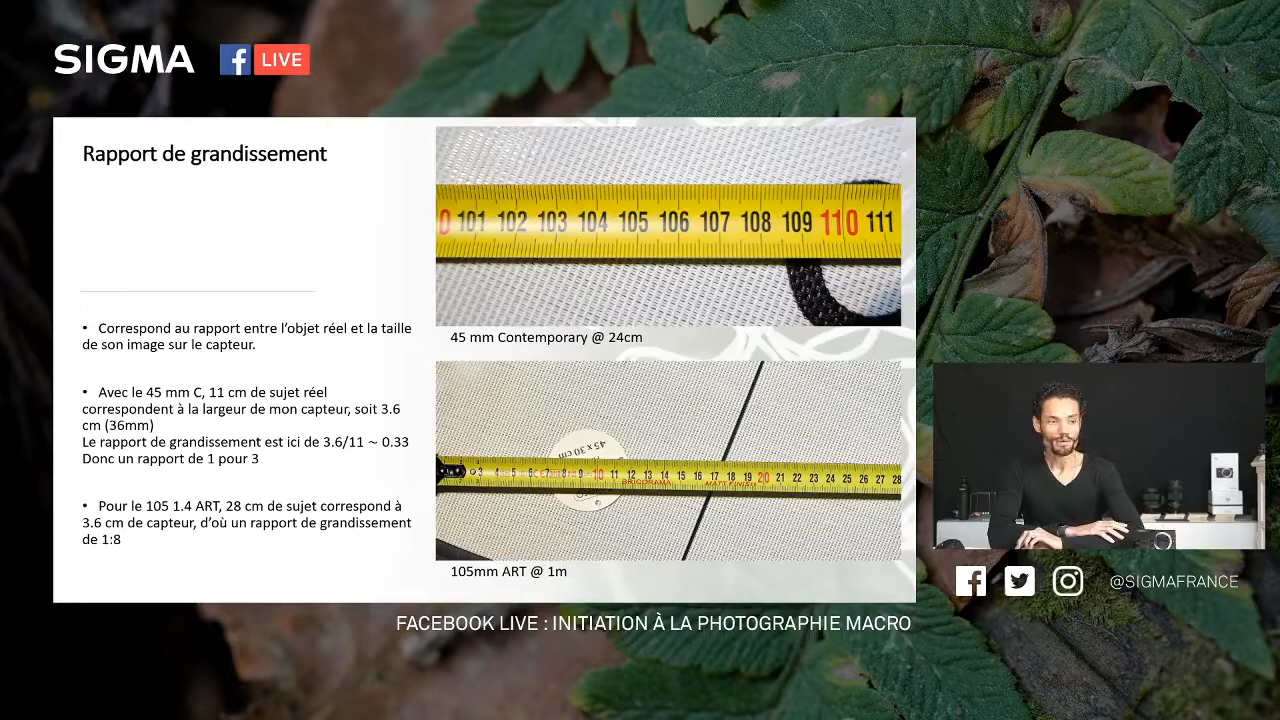 SIGMA f LIVE
Rapport de grandissement
• Correspond au rapport entre l'objet réel et la taille
de son image sur le capteur.
• Avec le 45 mm C, 11 cm de sujet réel
correspondent à la largeur de mon capteur, soit 3.6
cm (36mm)
Le rapport de grandissement est ici de 3.6/11 ~ 0.33
Donc un rapport de 1 pour 3
• Pour le 105 1.4 ART, 28 cm de sujet correspond à
3.6 cm de capteur, d'où un rapport de grandissement
de 1:8
0 101 102 103 104 105 106 107 108 109 110 111
45 mm Contemporary @ 24cm
45 x 30 cm
3 4 5 6 7 8 9 10 11 12 13 14 15 16 17 18 19 20 21 22 23 24 25 26 27 28
BRICORAMA MATT FINISH
105mm ART @ 1m
@SIGMAFRANCE
FACEBOOK LIVE : INITIATION À LA PHOTOGRAPHIE MACRO